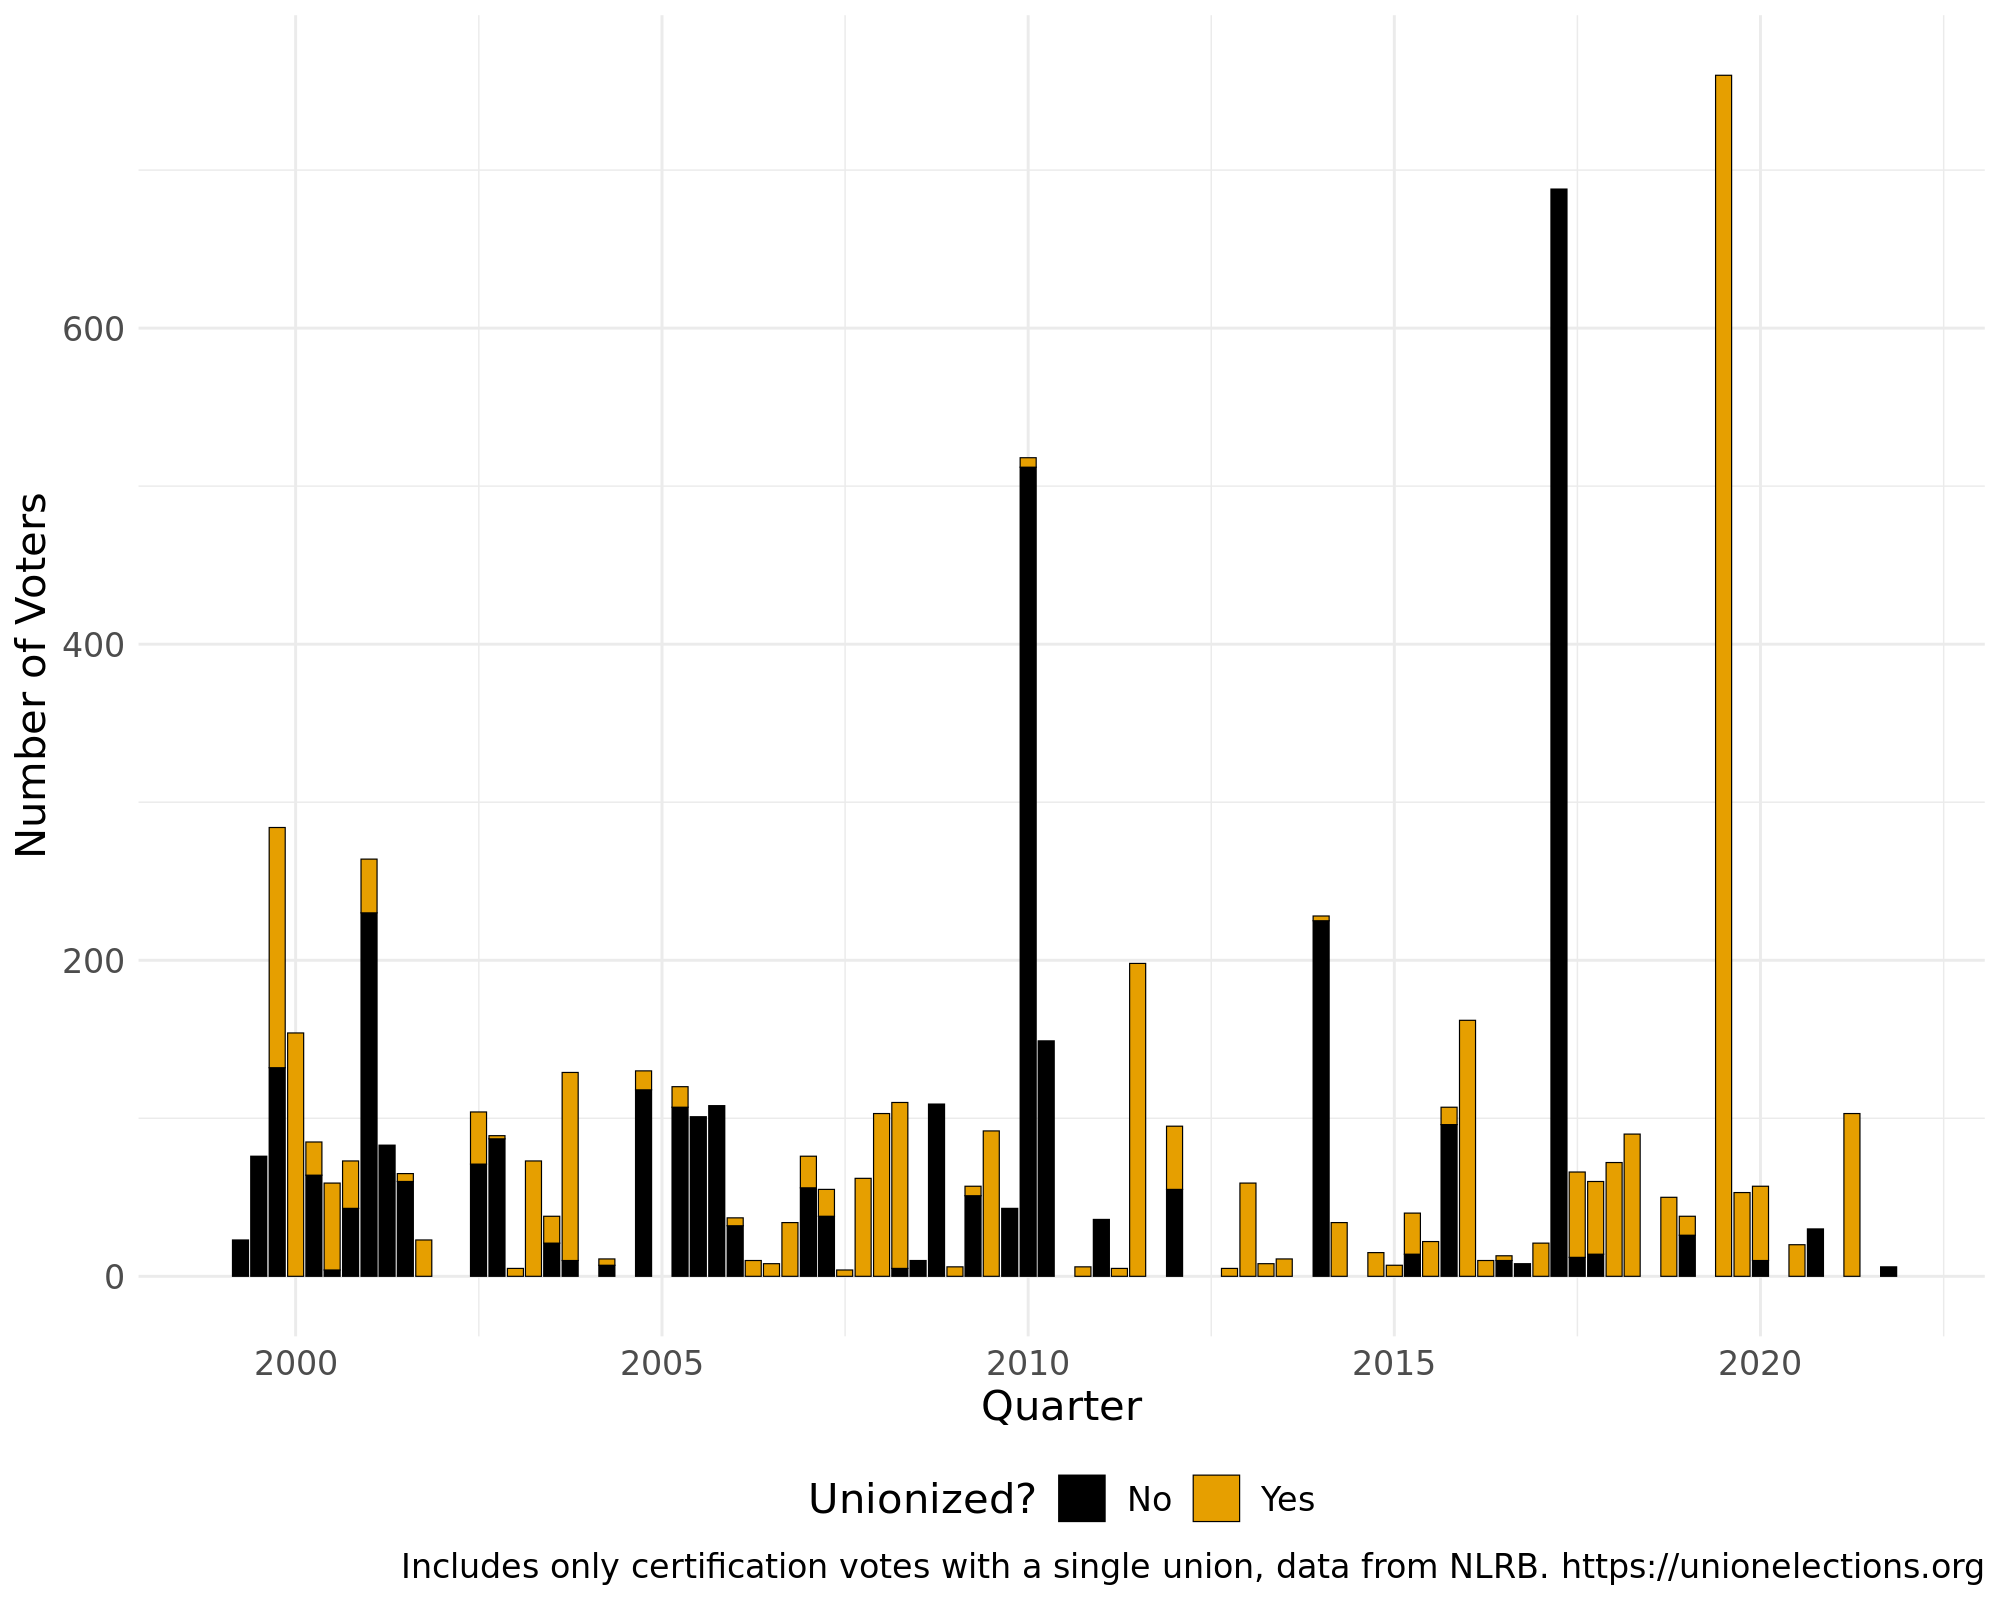 Number of Voters
600
400
200
0
2000 2005 2010 2015 2020
Quarter
Unionized? No Yes
Includes only certification votes with a single union, data from NLRB. https://unionelections.org